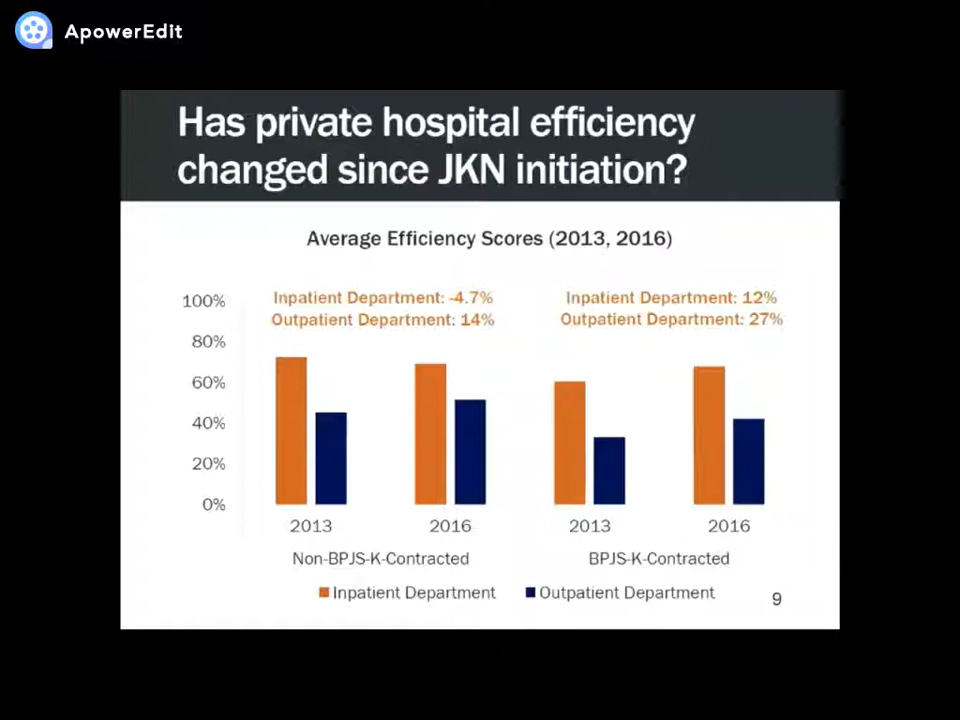 ApowerEdit
Has private hospital efficiency
changed since JKN initiation?
Average Efficiency Scores (2013, 2016)
Inpatient Department: -4.7%
Outpatient Department: 14%
Inpatient Department: 12%
Outpatient Department: 27%
100%
80%
60%
40%
20%
0%
2013
2016
2013
2016
Non-BPJS-K-Contracted
BPJS-K-Contracted
Inpatient Department
Outpatient Department
9